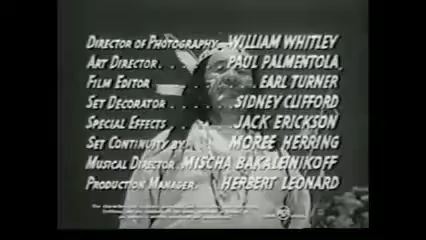 DIRECTOR OF PHOTOGRAPHY. WILLIAM WHITLEY
ART DIRECTOR. . . . . . PAUL PALMENTOLA
FILM EDITOR . . . . . . . . EARL TURNER
SET DECORATOR . . . . . SIDNEY CLIFFORD
SPECIAL EFFECTS . . . . . JACK ERICKSON
SET CONTINUITY BY. . . MOREE HERRING
MUSICAL DIRECTOR. MISCHA BAKALEINIKOFF
PRODUCTION MANAGER. HERBERT LEONARD